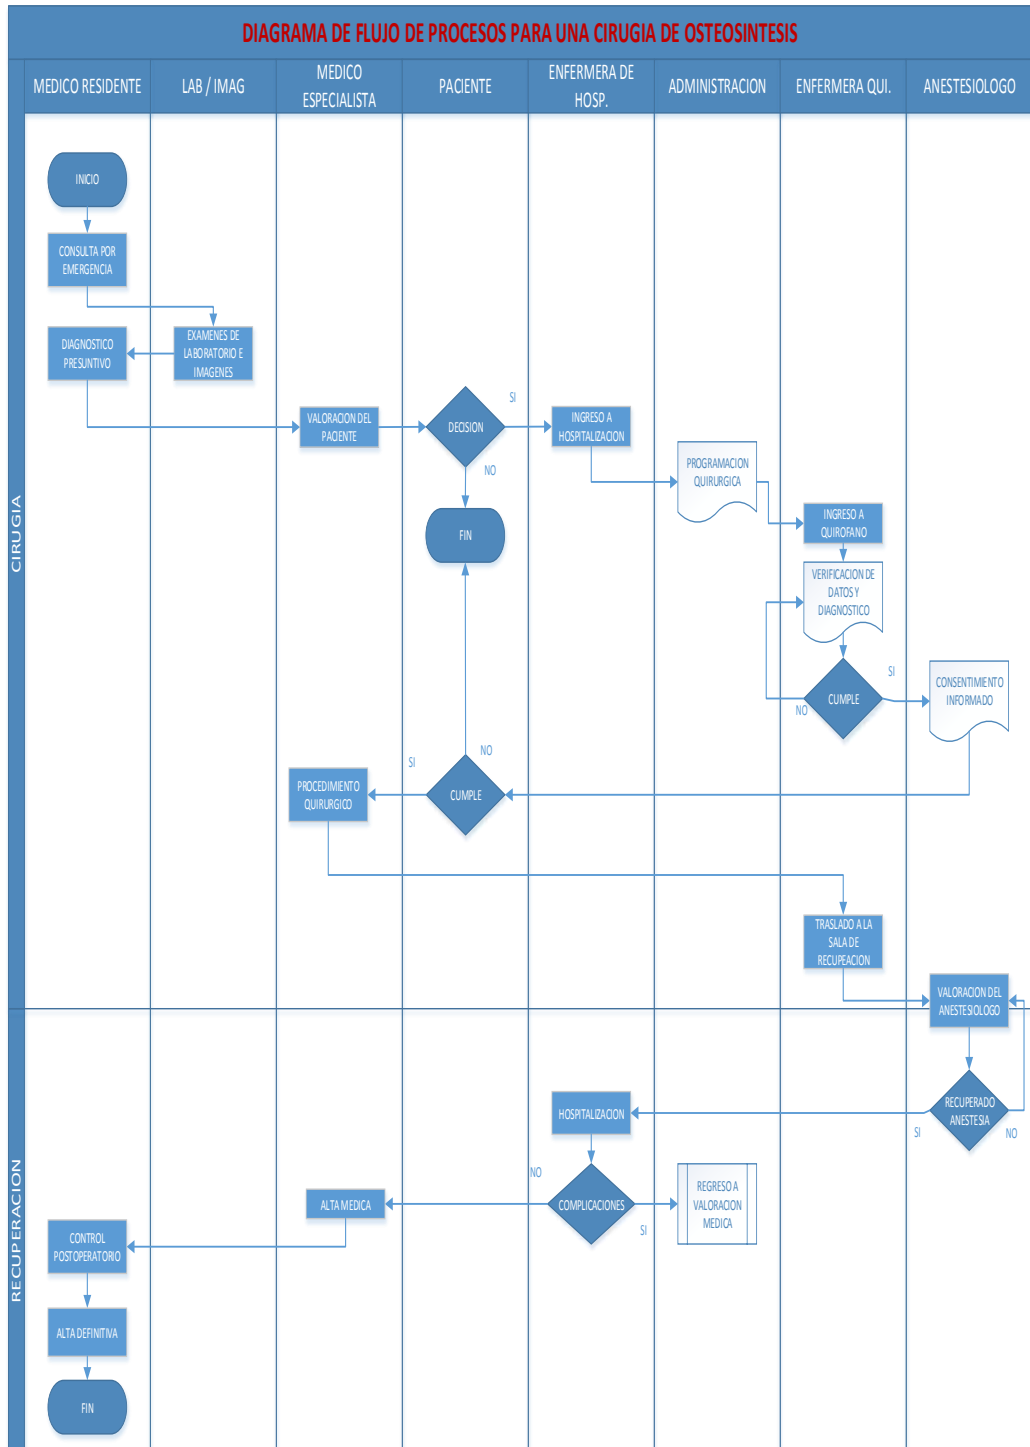 DIAGRAMA DE FLUJO DE PROCESOS PARA UNA CIRUGIA DE OSTEOSINTESIS
MEDICO RESIDENTE
LAB / IMAG
MEDICO
ESPECIALISTA
PACIENTE
ENFERMERA DE
HOSP.
ADMINISTRACION
ENFERMERA QUI.
ANESTESIOLOGO
CIRUGIA
INICIO
CONSULTA POR
EMERGENCIA
EXAMENES DE
LABORATORIO E
IMAGENES
DIAGNOSTICO
PRESUNTIVO
VALORACION DEL
PACIENTE
DECISION
SI
NO
FIN
INGRESO A
HOSPITALIZACION
PROGRAMACION
QUIRURGICA
INGRESO A
QUIROFANO
VERIFICACION DE
DATOS Y
DIAGNOSTICO
CUMPLE
SI
NO
CONSENTIMIENTO
INFORMADO
CUMPLE
NO
SI
PROCEDIMIENTO
QUIRURGICO
TRASLADO A LA
SALA DE
RECUPEACION
VALORACION DEL
ANESTESIOLOGO
RECUPERACION
RECUPERADO
ANESTESIA
SI
NO
HOSPITALIZACION
COMPLICACIONES
NO
SI
REGRESO A
VALORACION
MEDICA
ALTA MEDICA
CONTROL
POSTOPERATORIO
ALTA DEFINITIVA
FIN